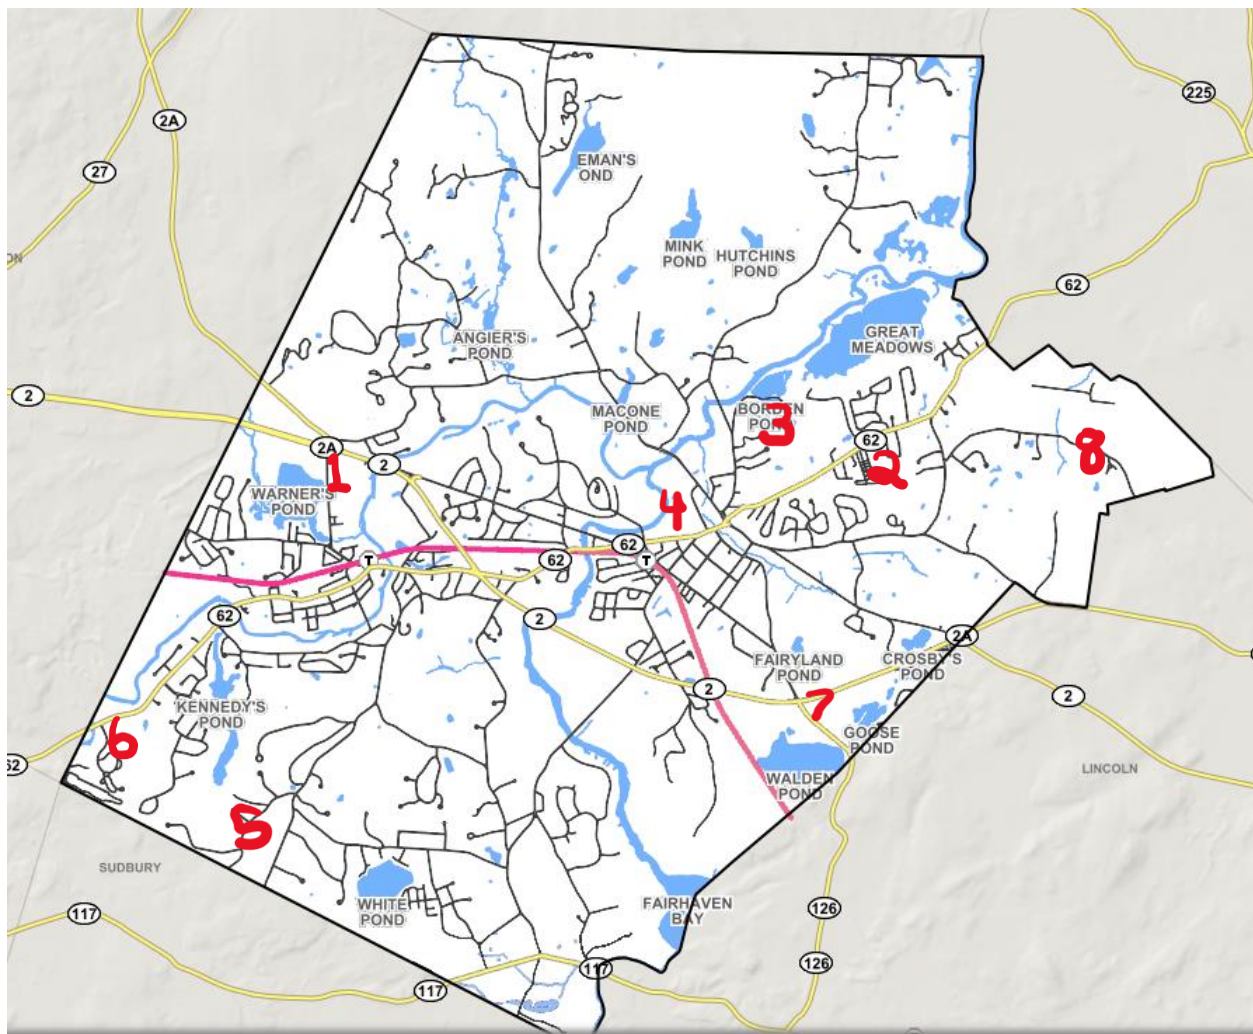 225
2A
27
EMAN'S
OND
ON
MINK
POND
HUTCHINS
POND
62
GREAT
MEADOWS
ANGIER'S
POND
2
MACONE
POND
BORDEN
POND
3
62
2A
2
1
2
8
WARNER'S
POND
4
T
62
62
T
62
2
2A
FAIRYLAND
POND
CROSBY'S
POND
2
2
7
KENNEDY'S
POND
6
GOOSE
POND
62
WALDEN
POND
LINCOLN
5
SUDBURY
WHITE
POND
FAIRHAVEN
BAY
117
126
117
126
117